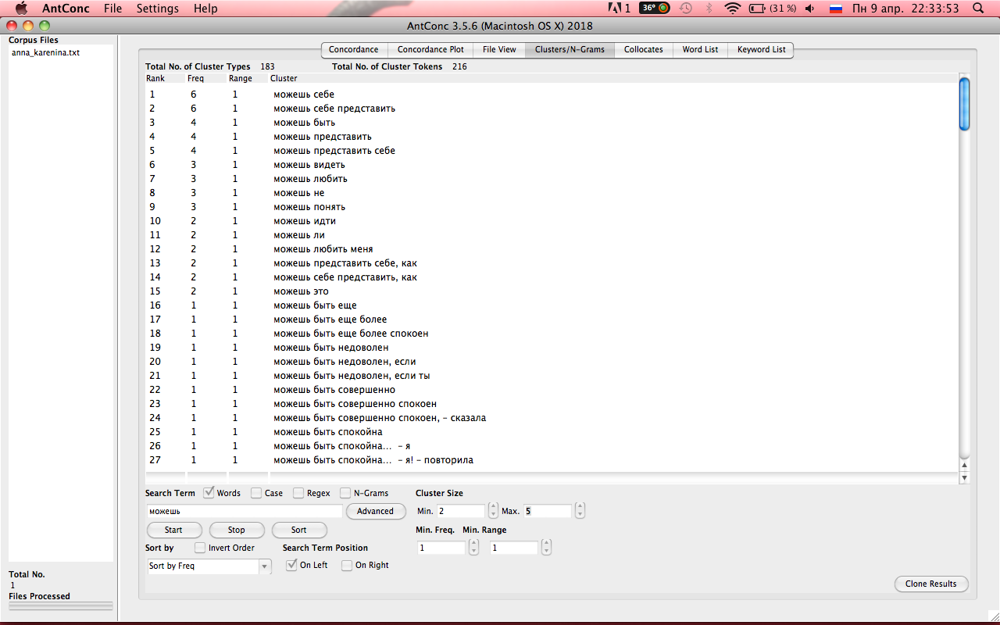 AntConc File Settings Help 1 36° (31 %) Пн 9 апр. 22:33:53
AntConc 3.5.6 (Macintosh OS X) 2018
Corpus Files
anna_karenina.txt
Concordance Concordance Plot File View Clusters/N-Grams Collocates Word List Keyword List
Total No. of Cluster Types 183 Total No. of Cluster Tokens 216
Rank Freq Range Cluster
1 6 1 можешь себе
2 6 1 можешь себе представить
3 4 1 можешь быть
4 4 1 можешь представить
5 4 1 можешь представить себе
6 3 1 можешь видеть
7 3 1 можешь любить
8 3 1 можешь не
9 3 1 можешь понять
10 2 1 можешь идти
11 2 1 можешь ли
12 2 1 можешь любить меня
13 2 1 можешь представить себе, как
14 2 1 можешь себе представить, как
15 2 1 можешь это
16 1 1 можешь быть еще
17 1 1 можешь быть еще более
18 1 1 можешь быть еще более спокоен
19 1 1 можешь быть недоволен
20 1 1 можешь быть недоволен, если
21 1 1 можешь быть недоволен, если ты
22 1 1 можешь быть совершенно
23 1 1 можешь быть совершенно спокоен
24 1 1 можешь быть совершенно спокоен, – сказала
25 1 1 можешь быть спокойна
26 1 1 можешь быть спокойна… – я
27 1 1 можешь быть спокойна… – я! – повторила
Search Term Words Case Regex N-Grams Cluster Size
можешь Advanced Min. 2 Max. 5
Start Stop Sort Min. Freq. Min. Range
Sort by Invert Order Search Term Position 1 1
Sort by Freq On Left On Right
Total No.
1
Files Processed
Clone Results